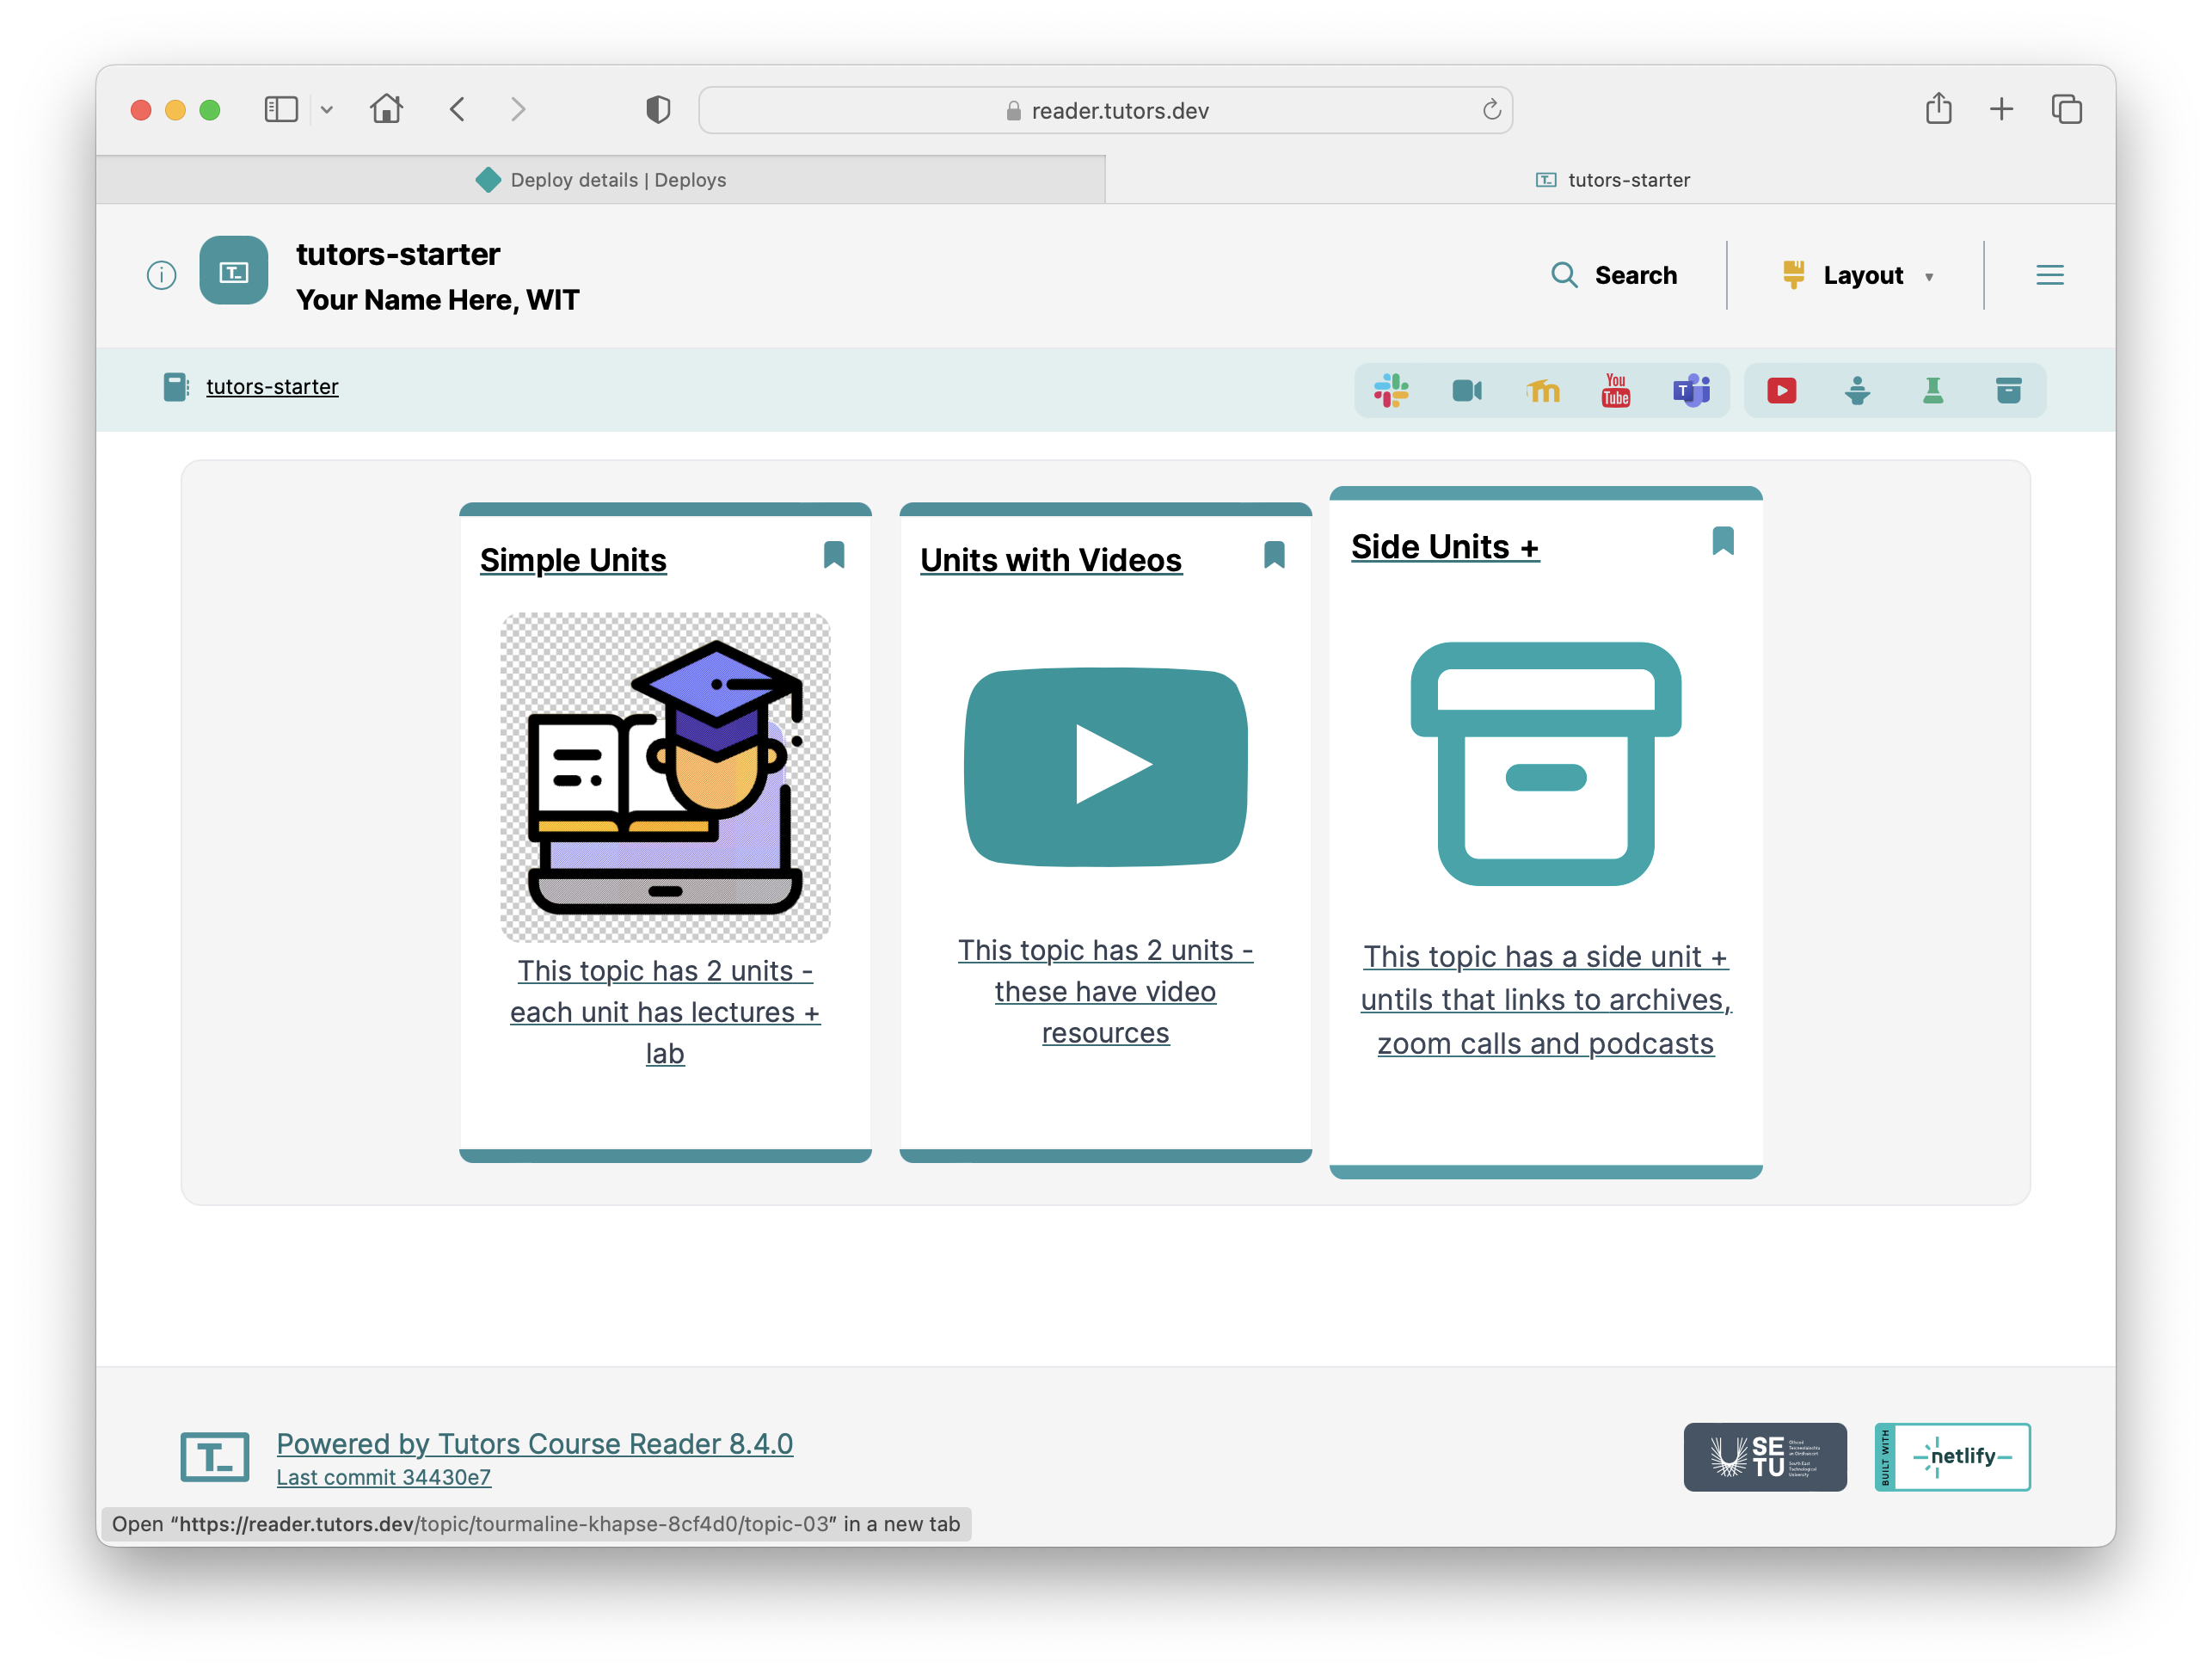 reader.tutors.dev
Deploy details | Deploys
tutors-starter
tutors-starter
Your Name Here, WIT
Search
Layout
tutors-starter
You
Tube
Simple Units
This topic has 2 units -
each unit has lectures +
lab
Units with Videos
This topic has 2 units -
these have video
resources
Side Units +
This topic has a side unit +
untils that links to archives,
zoom calls and podcasts
T_
Powered by Tutors Course Reader 8.4.0
Last commit 34430e7
SE
TU
BUILT WITH
netlify
Open “https://reader.tutors.dev/topic/tourmaline-khapse-8cf4d0/topic-03” in a new tab